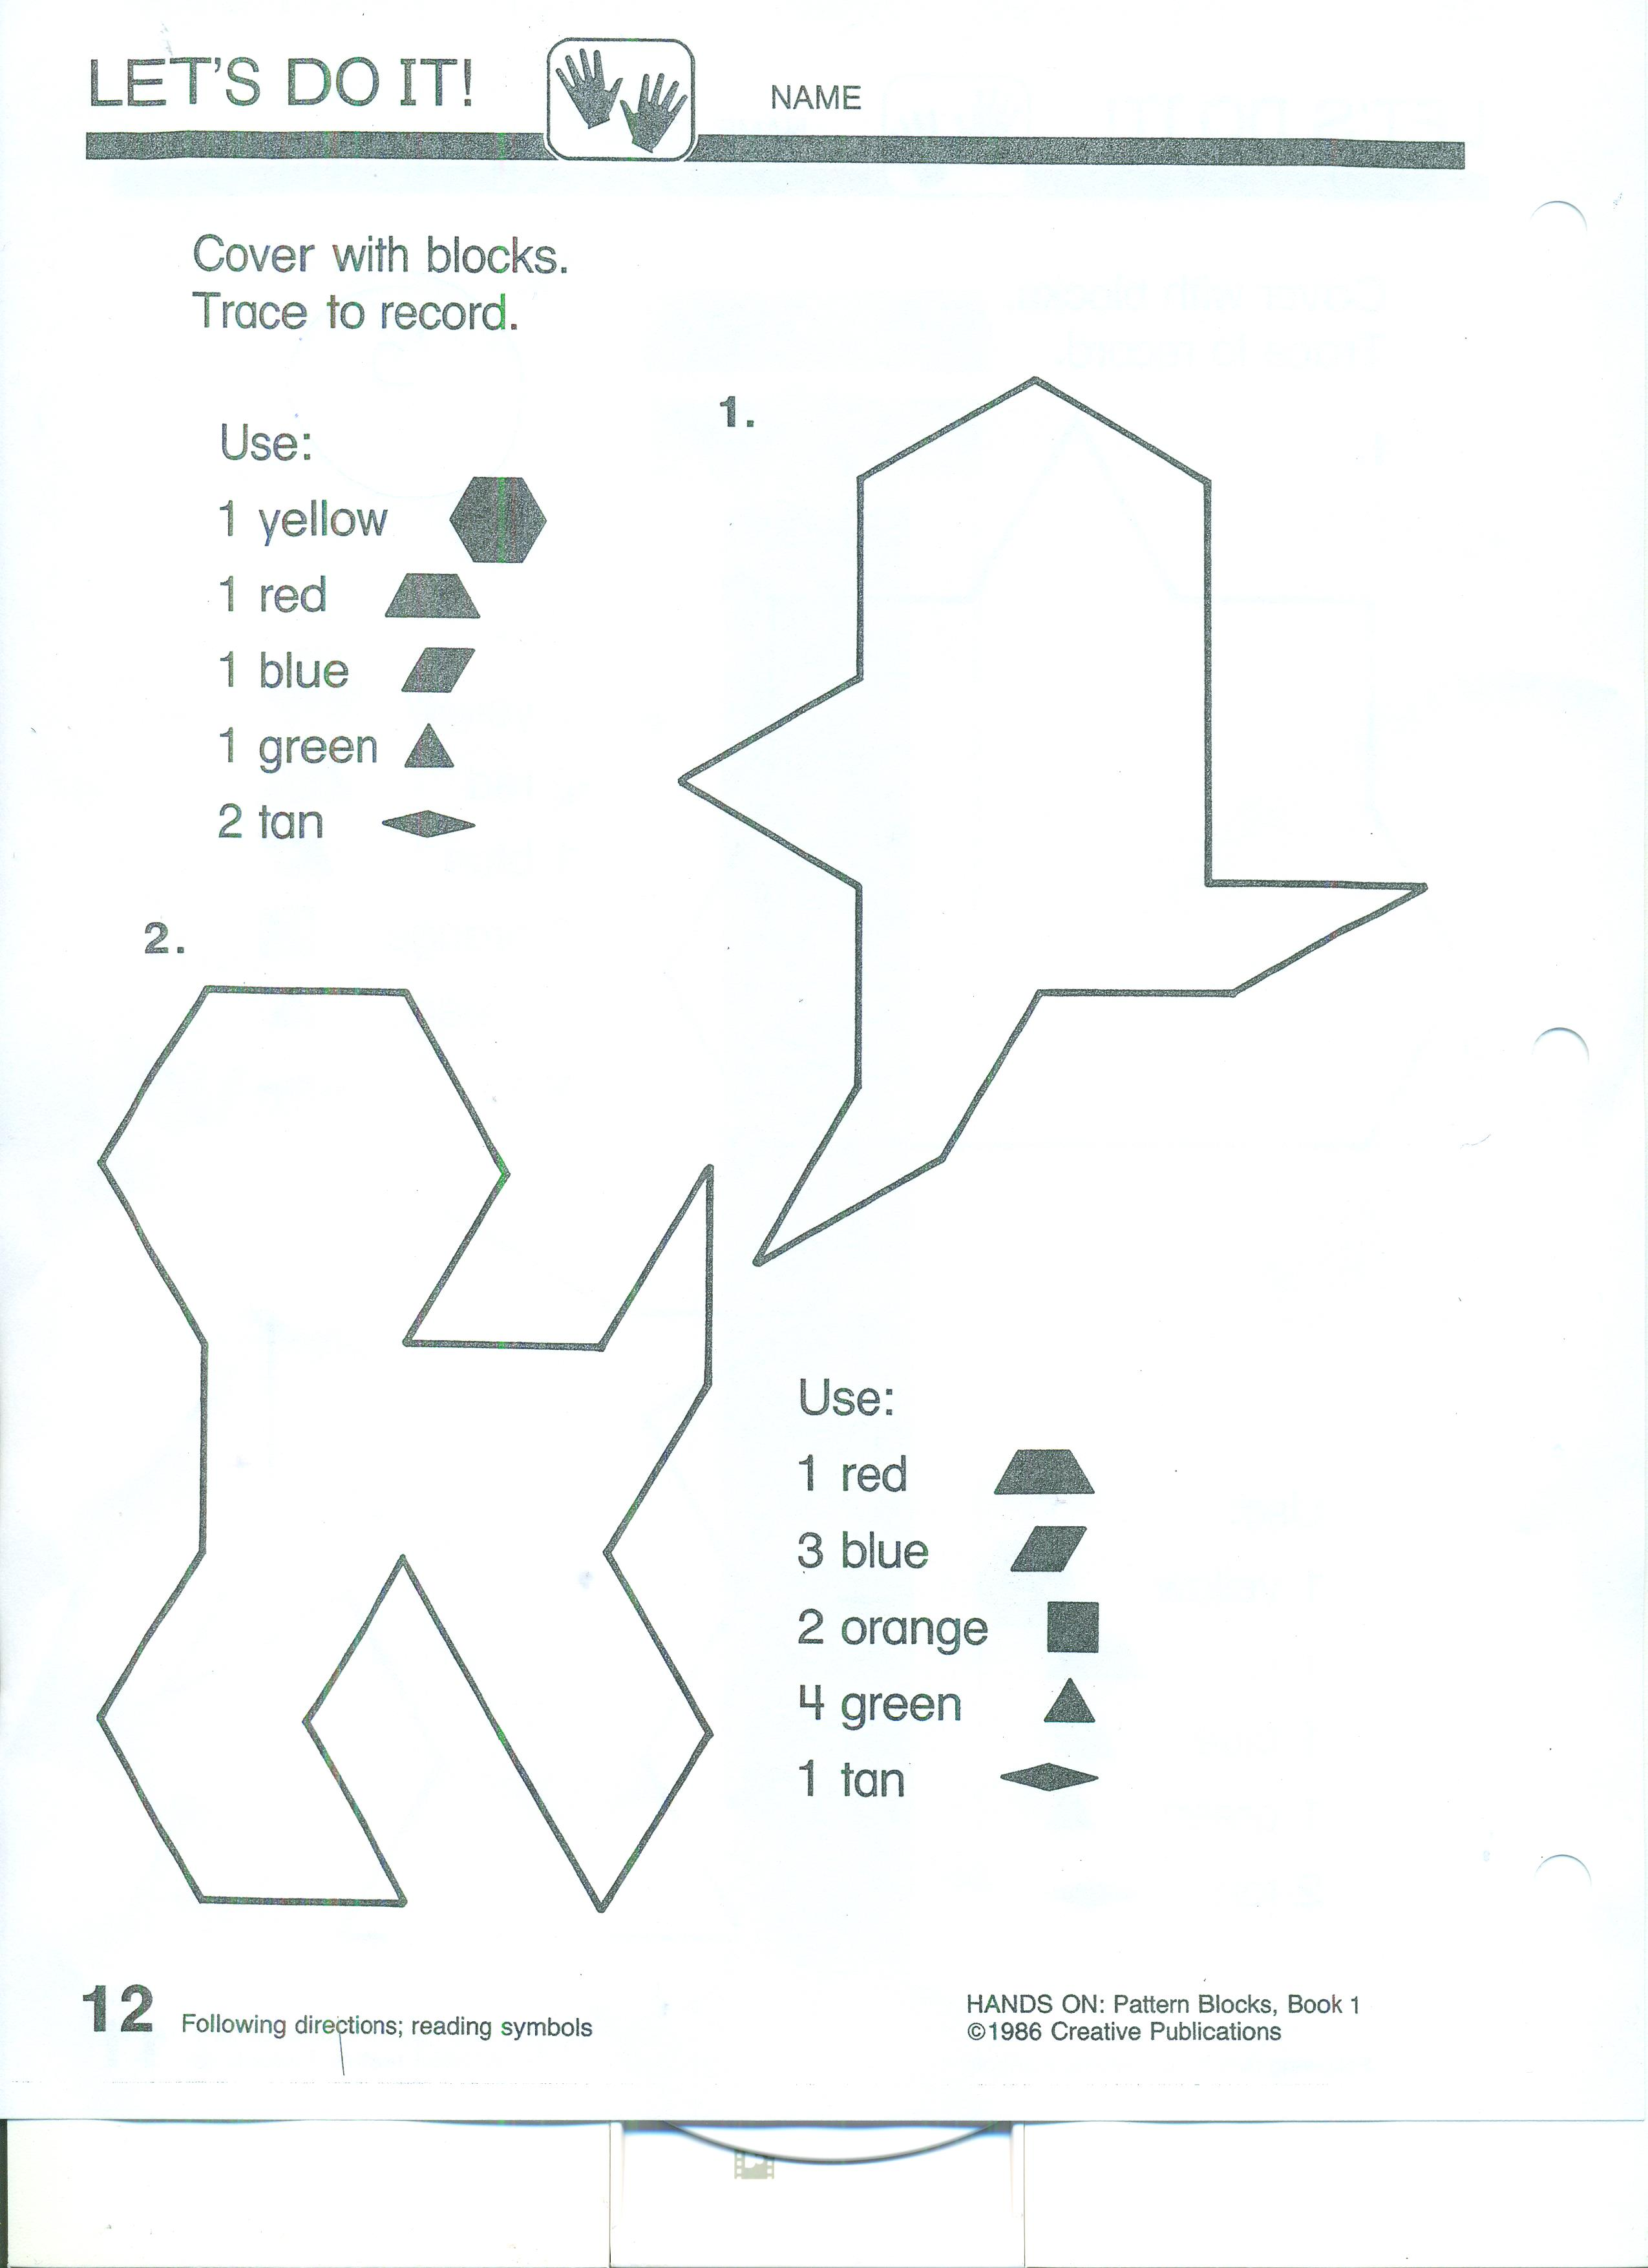 LET'S DO IT!
NAME
Cover with blocks.
Trace to record.
1.
Use:
1 yellow
1 red
1 blue
1 green
2 tan
2.
Use:
1 red
3 blue
2 orange
4 green
1 tan
12 Following directions; reading symbols
HANDS ON: Pattern Blocks, Book 1
©1986 Creative Publications